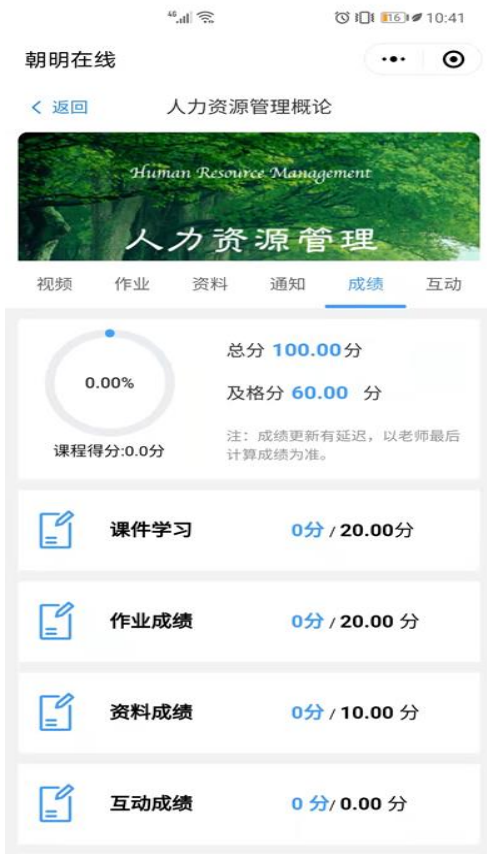 46 16 10:41
朝明在线
返回 人力资源管理概论
Human Resource Management
人力资源管理
视频 作业 资料 通知 成绩 互动
总分 100.00分
0.00%
及格分 60.00 分
注：成绩更新有延迟，以老师最后
计算成绩为准。
课程得分:0.0分
课件学习 0分 / 20.00分
作业成绩 0分 / 20.00 分
资料成绩 0分 / 10.00 分
互动成绩 0 分/ 0.00 分